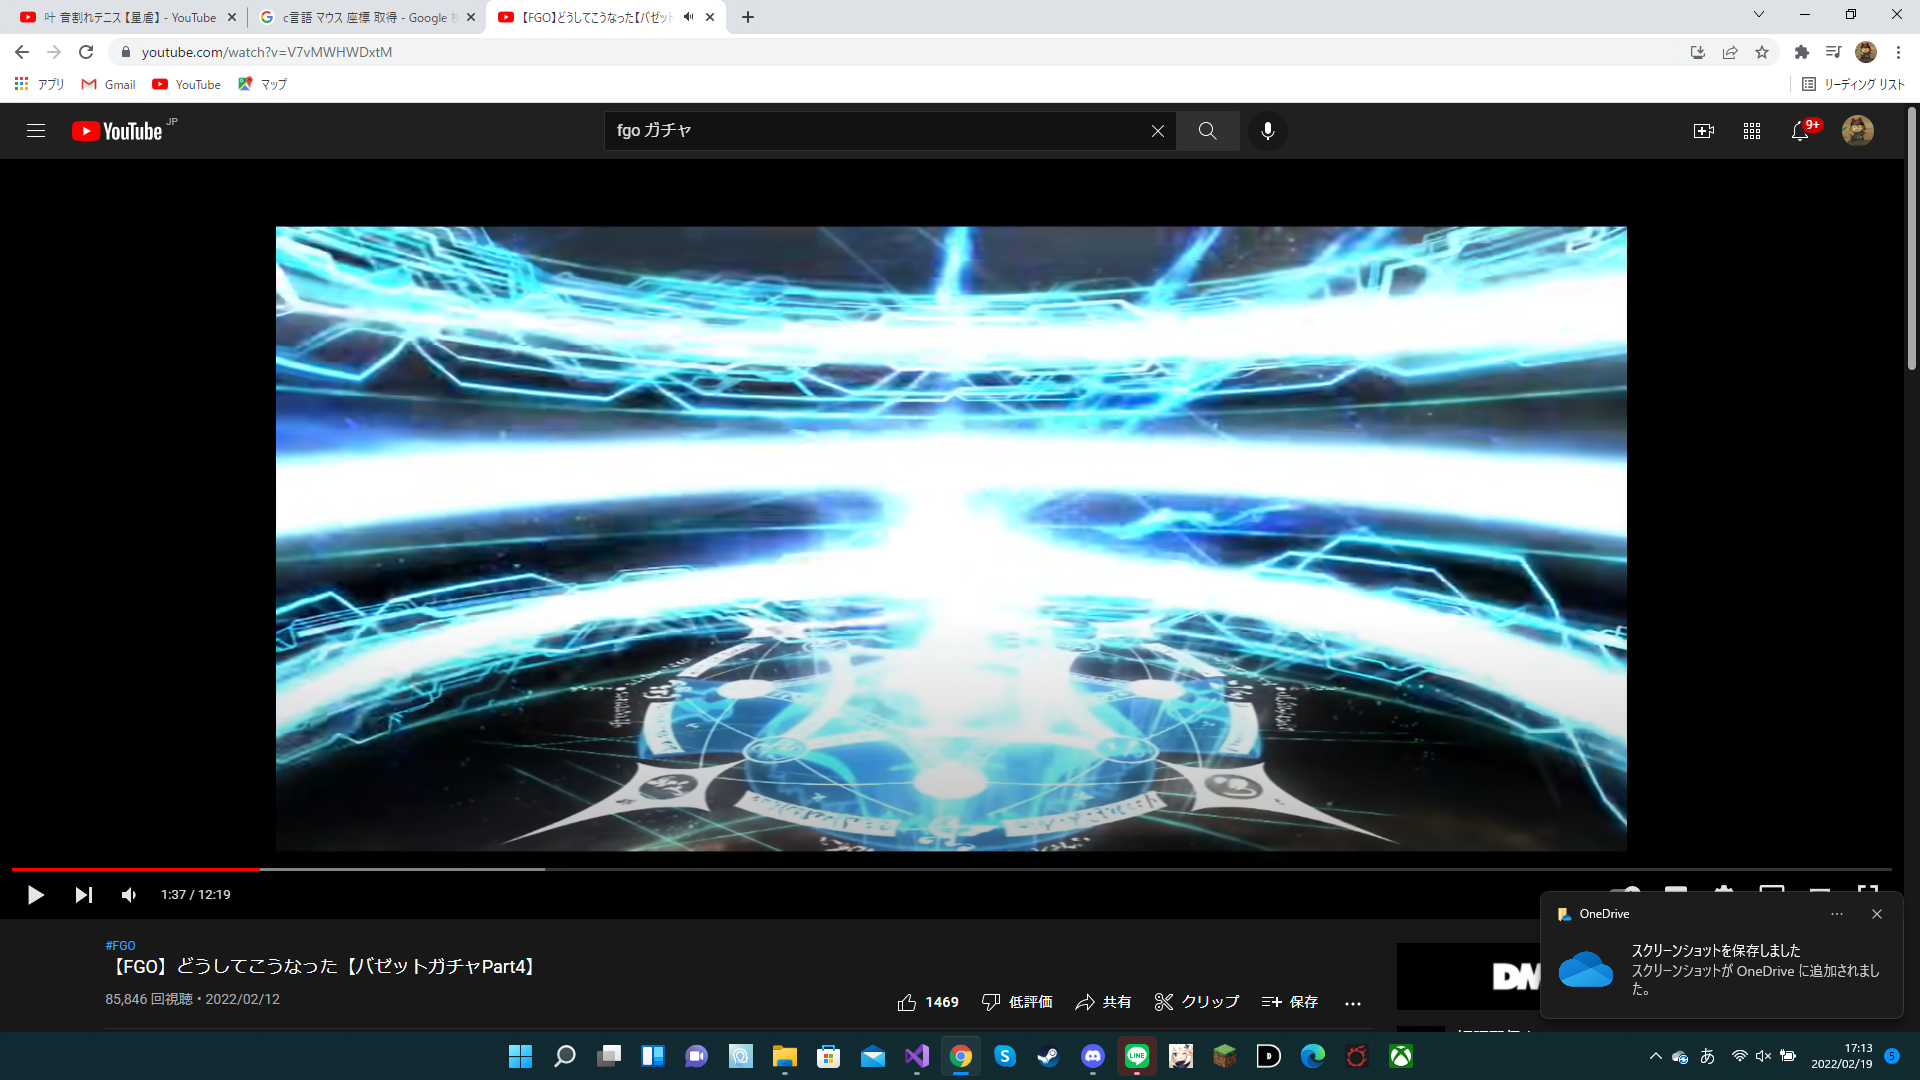 叶 音割れテニス【星虐】 - YouTube
c言語 マウス 座標 取得 - Google
【FGO】どうしてこうなった【バゼット
youtube.com/watch?v=V7vMWHWDxtM
アプリ
Gmail
YouTube
マップ
リーディング リスト
YouTube JP
fgo ガチャ
9+
1:37 / 12:19
#FGO
【FGO】どうしてこうなった【バゼットガチャPart4】
85,846 回視聴・2022/02/12
1469
低評価
共有
クリップ
保存
DM
OneDrive
スクリーンショットを保存しました
スクリーンショットが OneDrive に追加されまし
た。
LINE
あ
17:13
2022/02/19
5